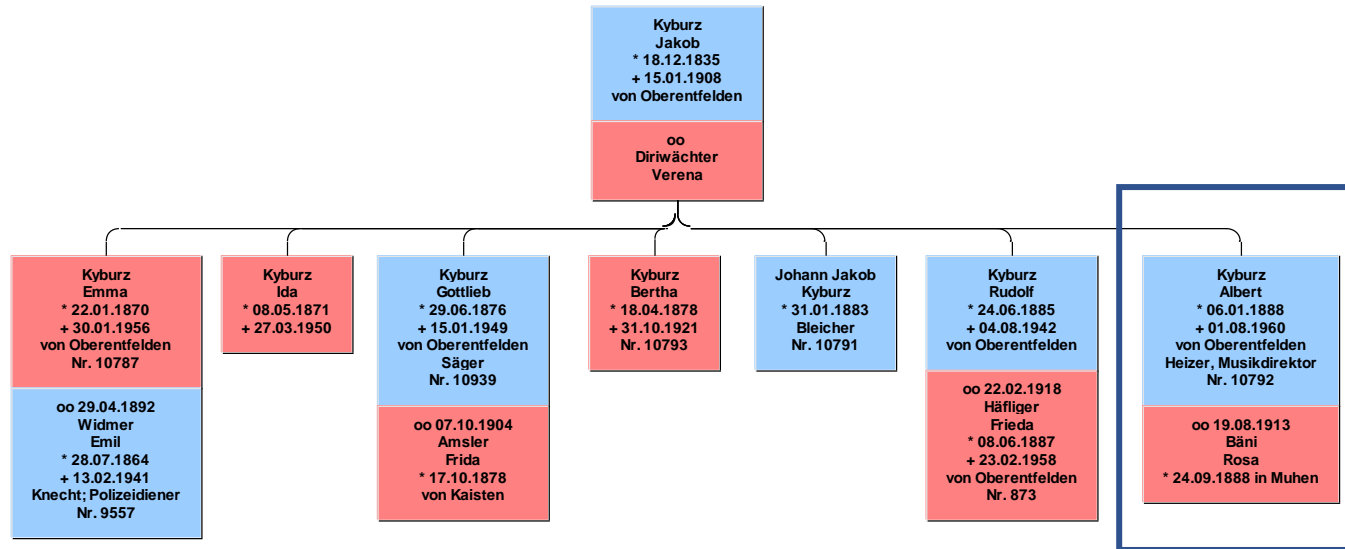 Kyburz
Jakob
* 18.12.1835
+ 15.01.1908
von Oberentfelden
oo
Diriwächter
Verena
Kyburz
Emma
* 22.01.1870
+ 30.01.1956
von Oberentfelden
Nr. 10787
oo 29.04.1892
Widmer
Emil
* 28.07.1864
+ 13.02.1941
Knecht; Polizeidiener
Nr. 9557
Kyburz
Ida
* 08.05.1871
+ 27.03.1950
Kyburz
Gottlieb
* 29.06.1876
+ 15.01.1949
von Oberentfelden
Säger
Nr. 10939
oo 07.10.1904
Amsler
Frida
* 17.10.1878
von Kaisten
Kyburz
Bertha
* 18.04.1878
+ 31.10.1921
Nr. 10793
Johann Jakob
Kyburz
* 31.01.1883
Bleicher
Nr. 10791
Kyburz
Rudolf
* 24.06.1885
+ 04.08.1942
von Oberentfelden
oo 22.02.1918
Häfliger
Frieda
* 08.06.1887
+ 23.02.1958
von Oberentfelden
Nr. 873
Kyburz
Albert
* 06.01.1888
+ 01.08.1960
von Oberentfelden
Heizer, Musikdirektor
Nr. 10792
oo 19.08.1913
Bäni
Rosa
* 24.09.1888 in Muhen